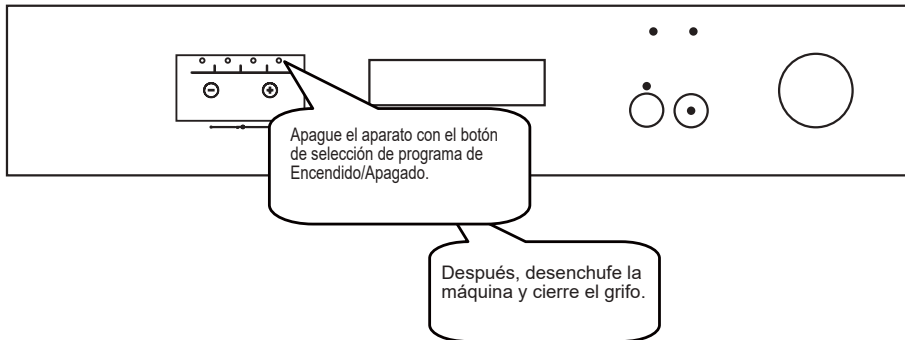 Apague el aparato con el botón
de selección de programa de
Encendido/Apagado.
Después, desenchufe la
máquina y cierre el grifo.